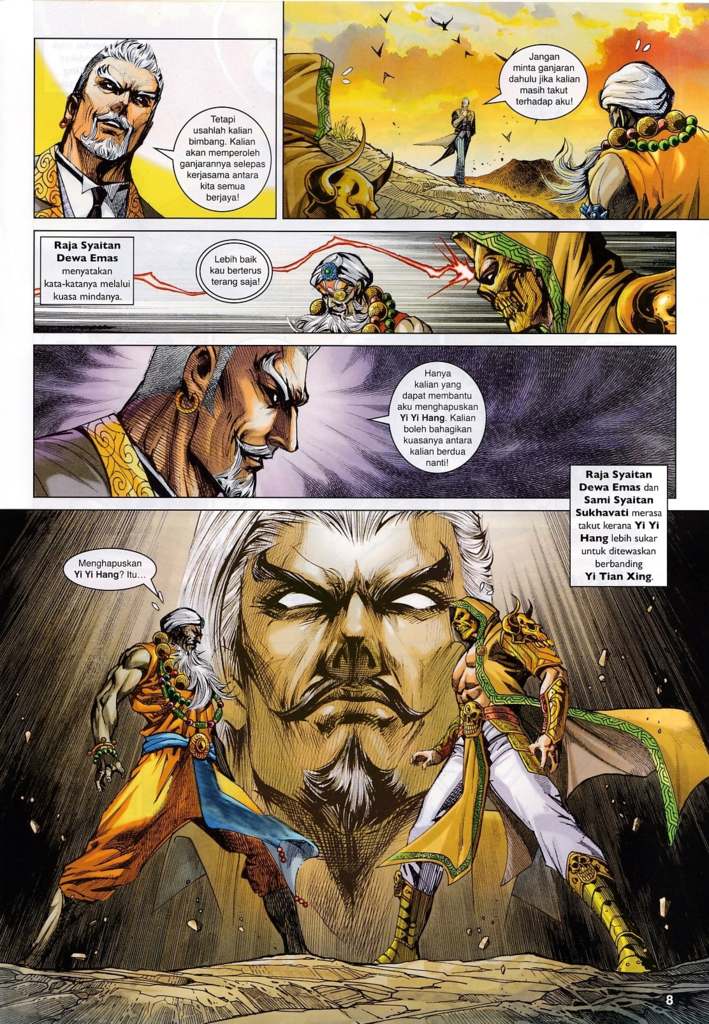 Tetapi
usahlah kalian
bimbang. Kalian
akan memperoleh
ganjarannya selepas
kerjasama antara
kita semua
berjaya!
Jangan
minta ganjaran
dahulu jika kalian
masih takut
terhadap aku!
Raja Syaitan
Dewa Emas
menyatakan
kata-katanya melalui
kuasa mindanya.
Lebih baik
kau berterus
terang saja!
Hanya
kalian yang
dapat membantu
aku menghapuskan
Yi Yi Hang. Kalian
boleh bahagikan
kuasanya antara
kalian berdua
nanti!
Raja Syaitan
Dewa Emas dan
Sami Syaitan
Sukhavati merasa
takut kerana Yi Yi
Hang lebih sukar
untuk ditewaskan
berbanding
Yi Tian Xing.
Menghapuskan
Yi Yi Hang? Itu...
8